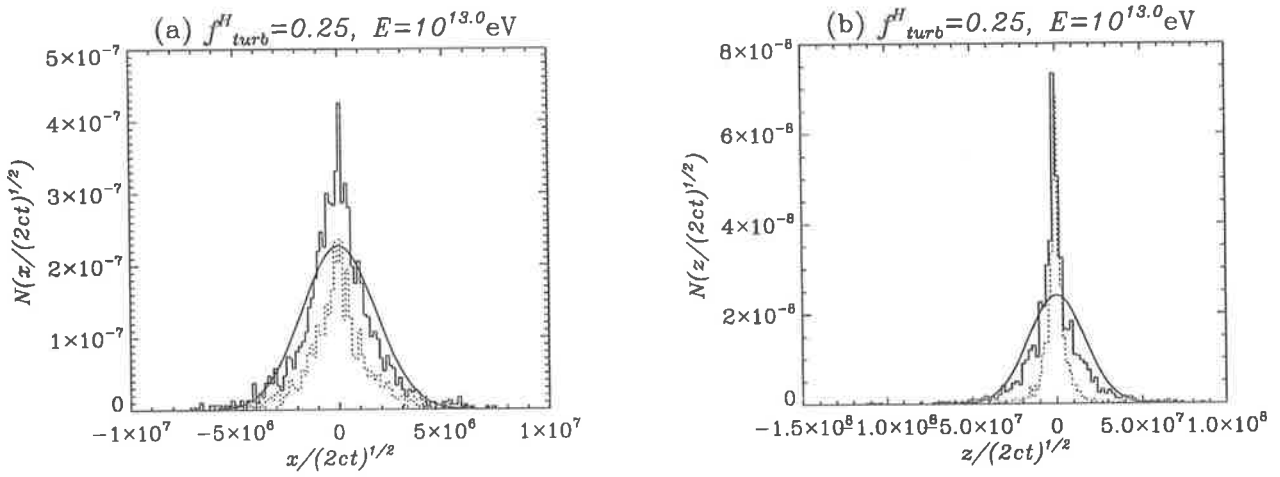 (a) f^H_turb=0.25, E=10^13.0 eV
5×10^-7
4×10^-7
3×10^-7
2×10^-7
1×10^-7
0
N(x/(2ct)^1/2)
−1×10^7 −5×10^6 0 5×10^6 1×10^7
x/(2ct)^1/2
(b) f^H_turb=0.25, E=10^13.0 eV
8×10^-8
6×10^-8
4×10^-8
2×10^-8
0
N(z/(2ct)^1/2)
−1.5×10^8 −1.0×10^8 −5.0×10^7 0 5.0×10^7 1.0×10^8
z/(2ct)^1/2